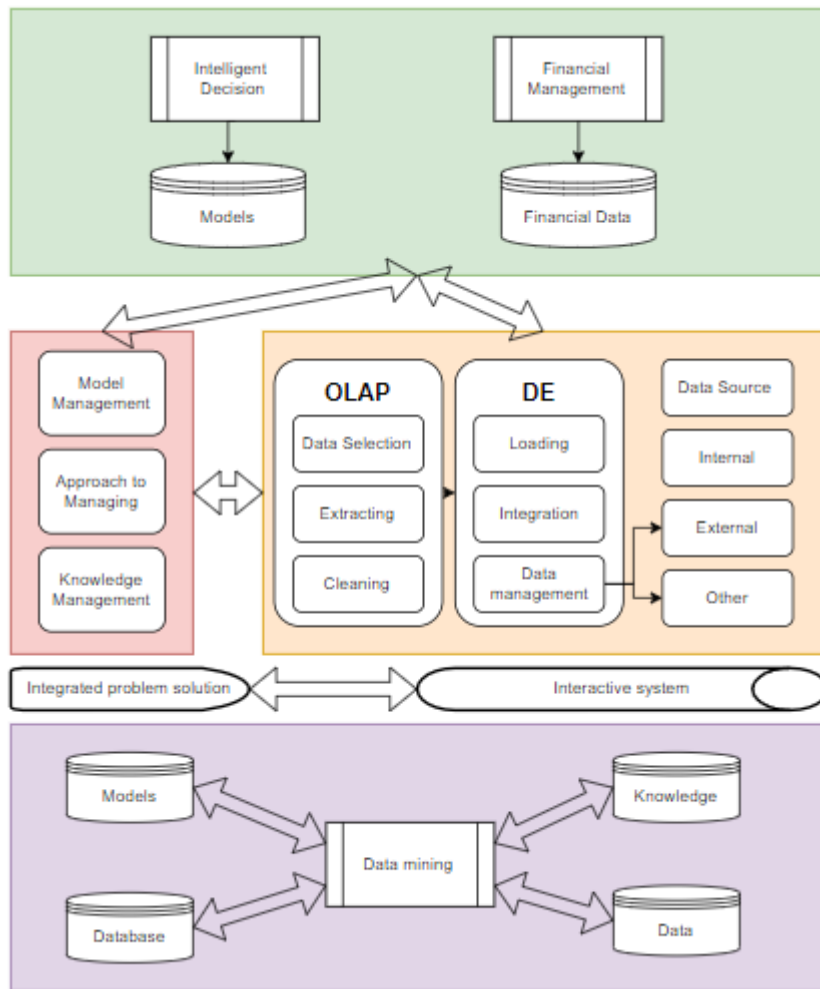 Intelligent
Decision
Financial
Management
Models
Financial Data
Model
Management
Approach to
Managing
Knowledge
Management
OLAP
Data Selection
Extracting
Cleaning
DE
Loading
Integration
Data
management
Data Source
Internal
External
Other
Integrated problem solution
Interactive system
Models
Knowledge
Data mining
Database
Data